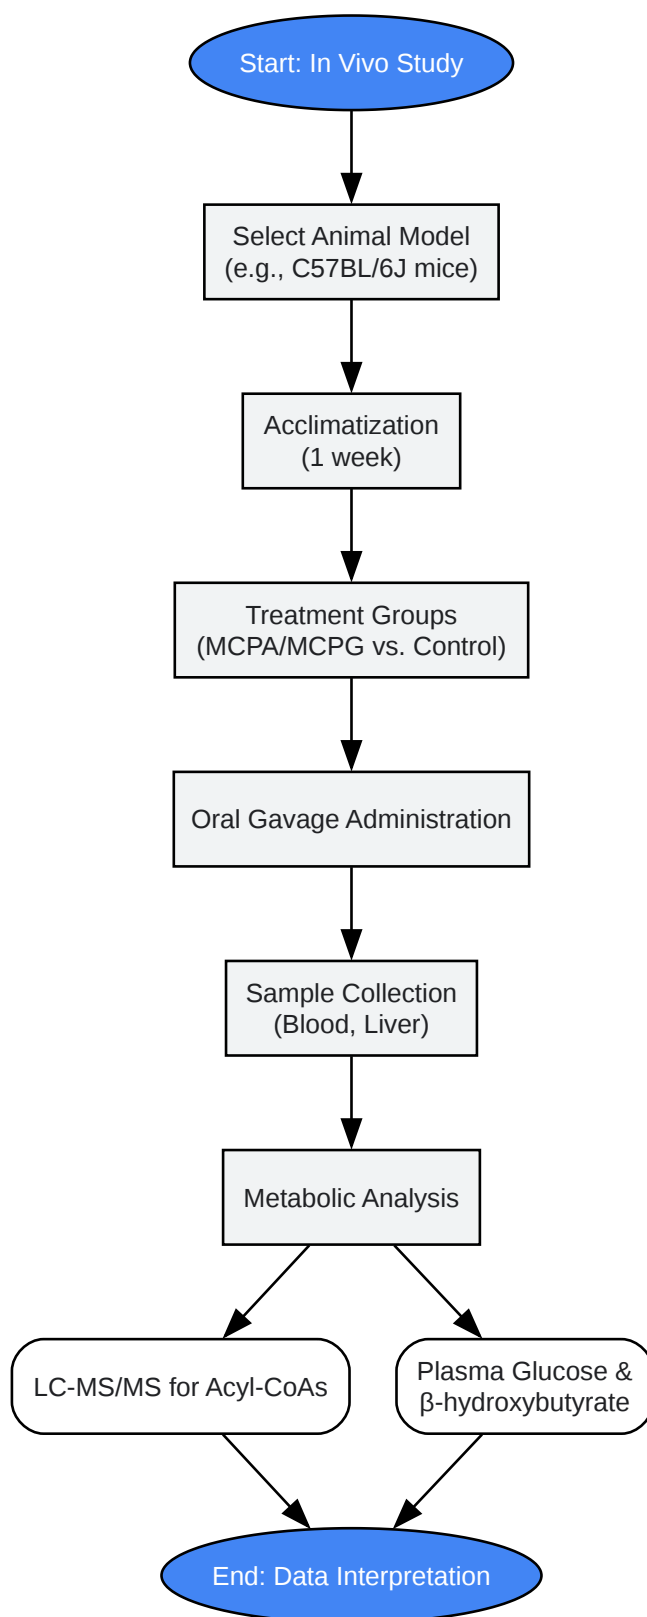 Start: In Vivo Study
Select Animal Model
(e.g., C57BL/6J mice)
Acclimatization
(1 week)
Treatment Groups
(MCPA/MCPG vs. Control)
Oral Gavage Administration
Sample Collection
(Blood, Liver)
Metabolic Analysis
LC-MS/MS for Acyl-CoAs
Plasma Glucose &
β-hydroxybutyrate
End: Data Interpretation